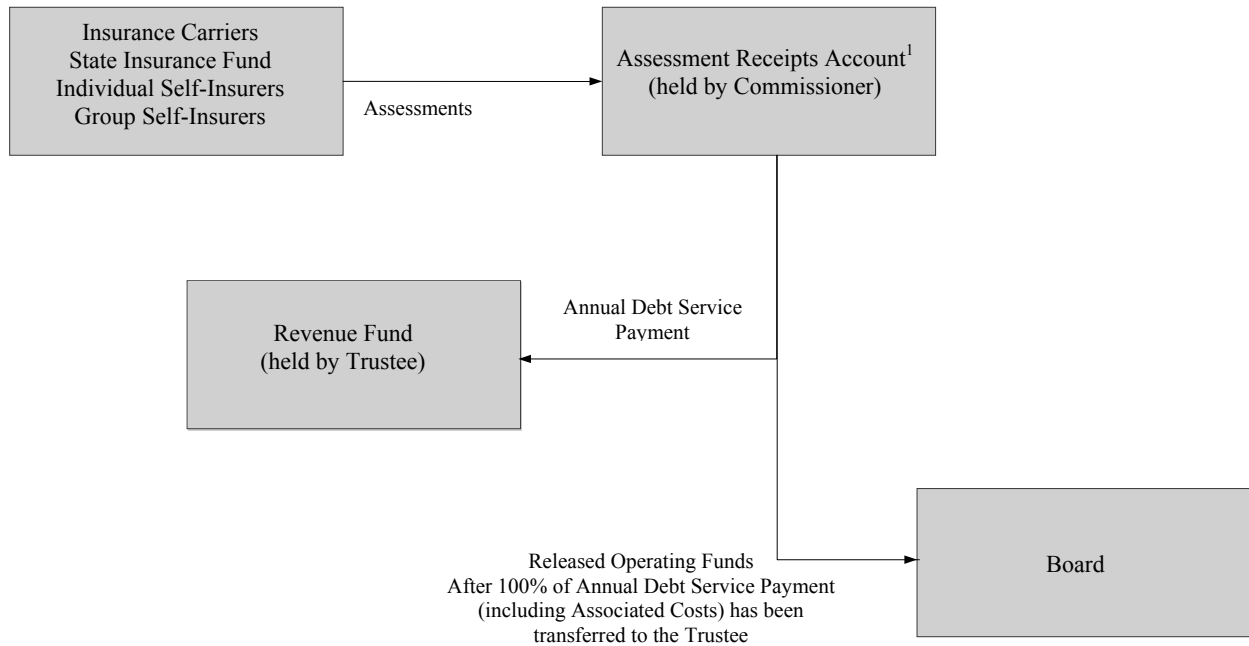 Insurance Carriers
State Insurance Fund
Individual Self-Insurers
Group Self-Insurers
Assessments
Assessment Receipts Account1
(held by Commissioner)
Revenue Fund
(held by Trustee)
Annual Debt Service
Payment
Released Operating Funds
After 100% of Annual Debt Service Payment
(including Associated Costs) has been
transferred to the Trustee
Board